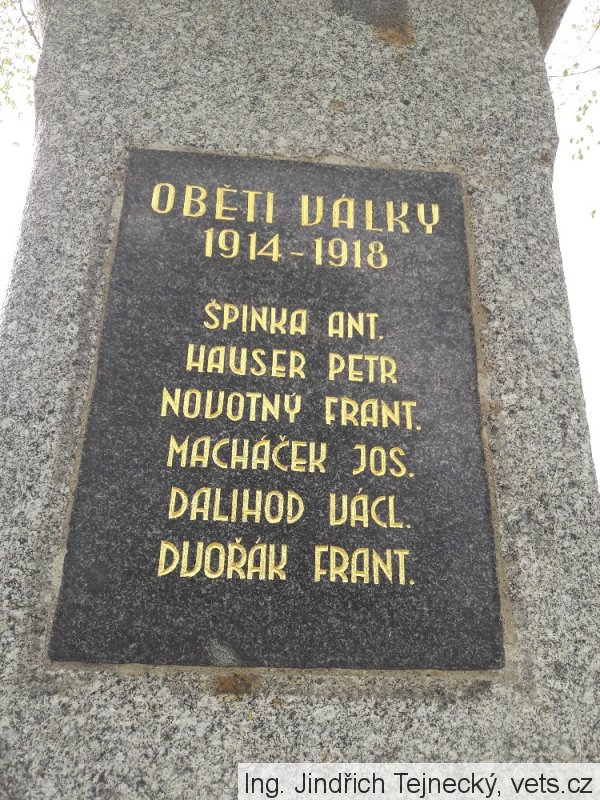 OBĚTI VÁLKY
1914-1918
ŠPINKA ANT.
HAUSER PETR
NOVOTNÝ FRANT.
MACHÁČEK JOS.
DALIHOD VÁCL.
DVOŘÁK FRANT.
Ing. Jindřich Tejnecký, vets.cz